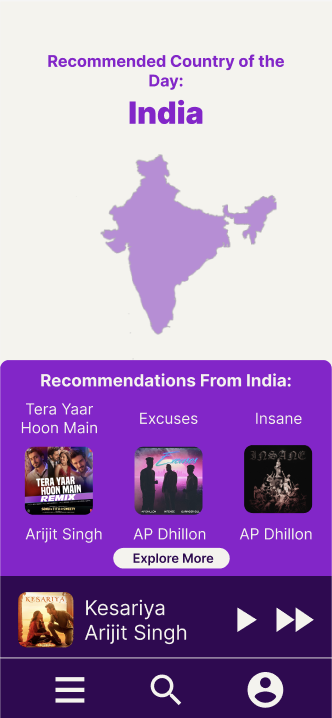 Recommended Country of the
Day:
India
Recommendations From India:
Tera Yaar
Hoon Main
Excuses
Insane
TERA YAAR
HOON MAIN
REMIX
Excuses
INSANE
Arijit Singh
AP Dhillon
AP Dhillon
Explore More
KESARIYA
Kesariya
Arijit Singh